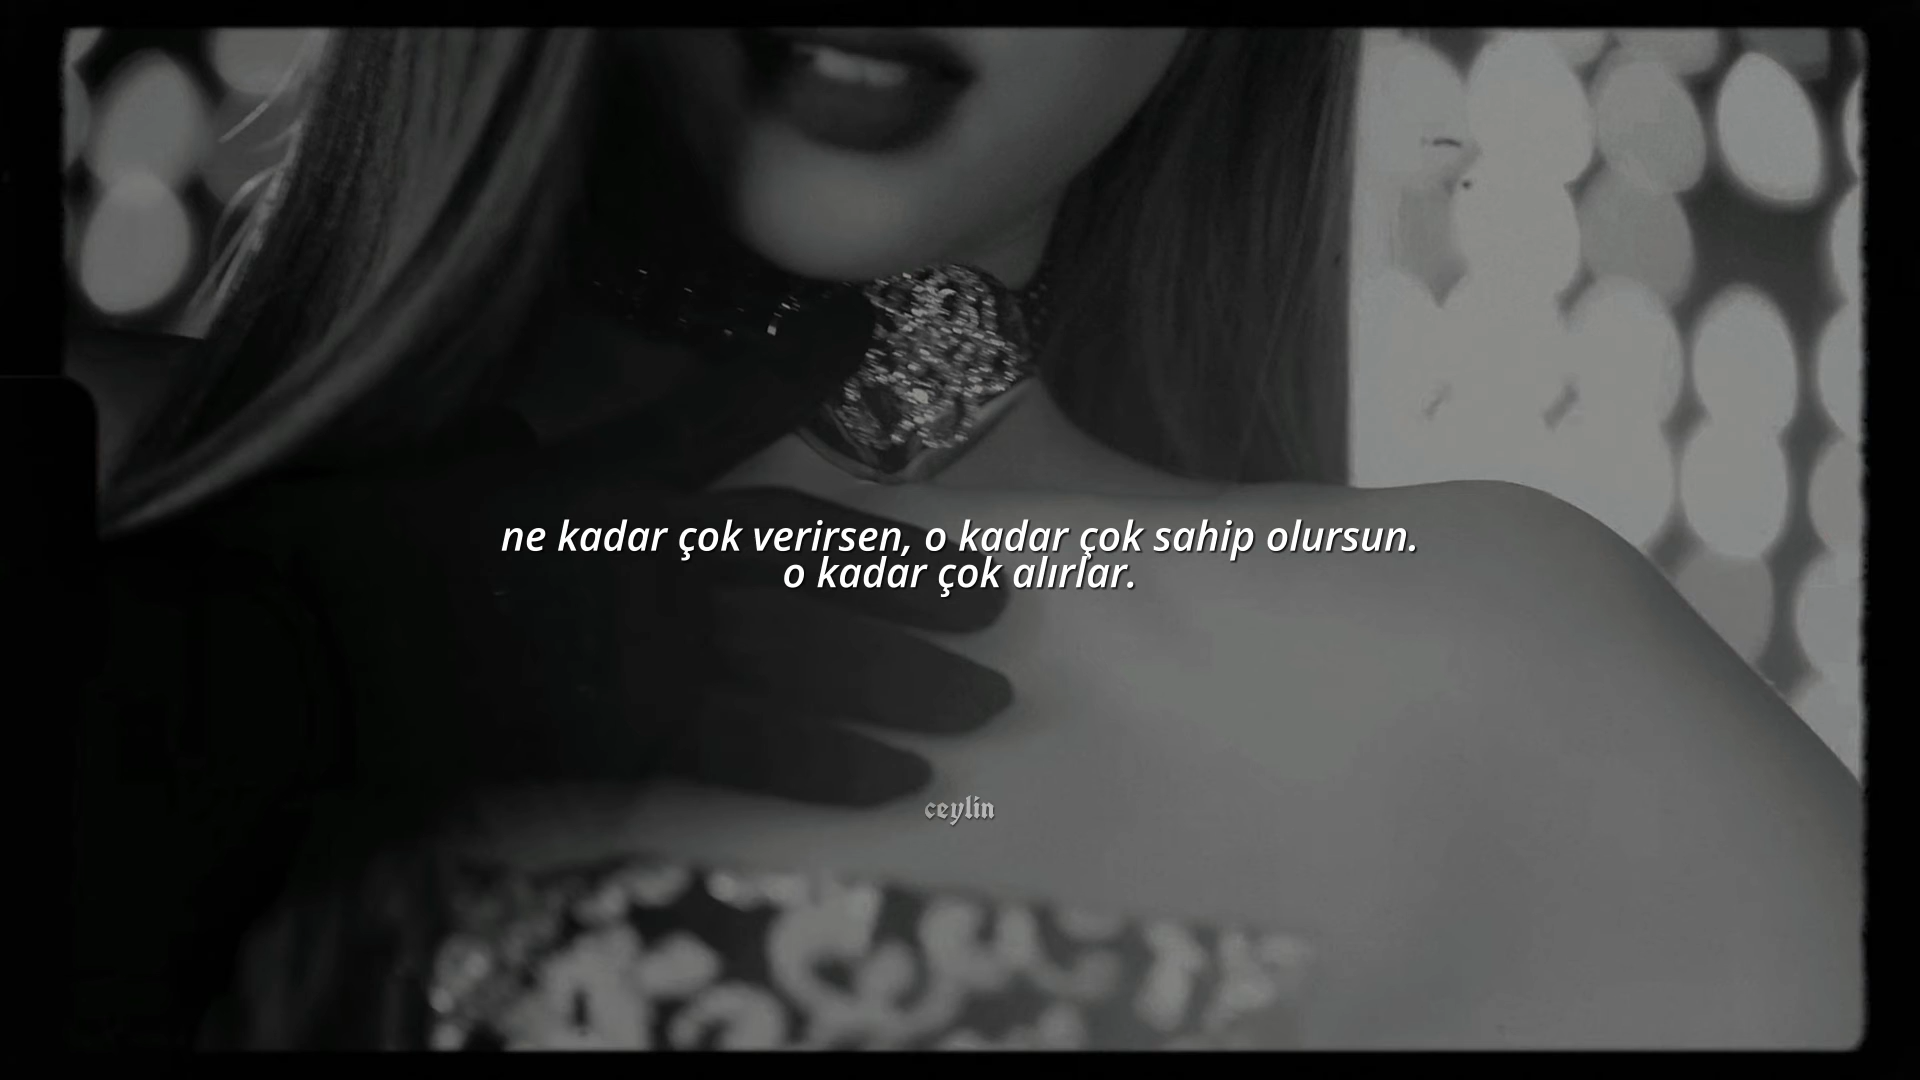 ne kadar çok verirsen, o kadar çok sahip olursun.
o kadar çok alırlar.
ceylin